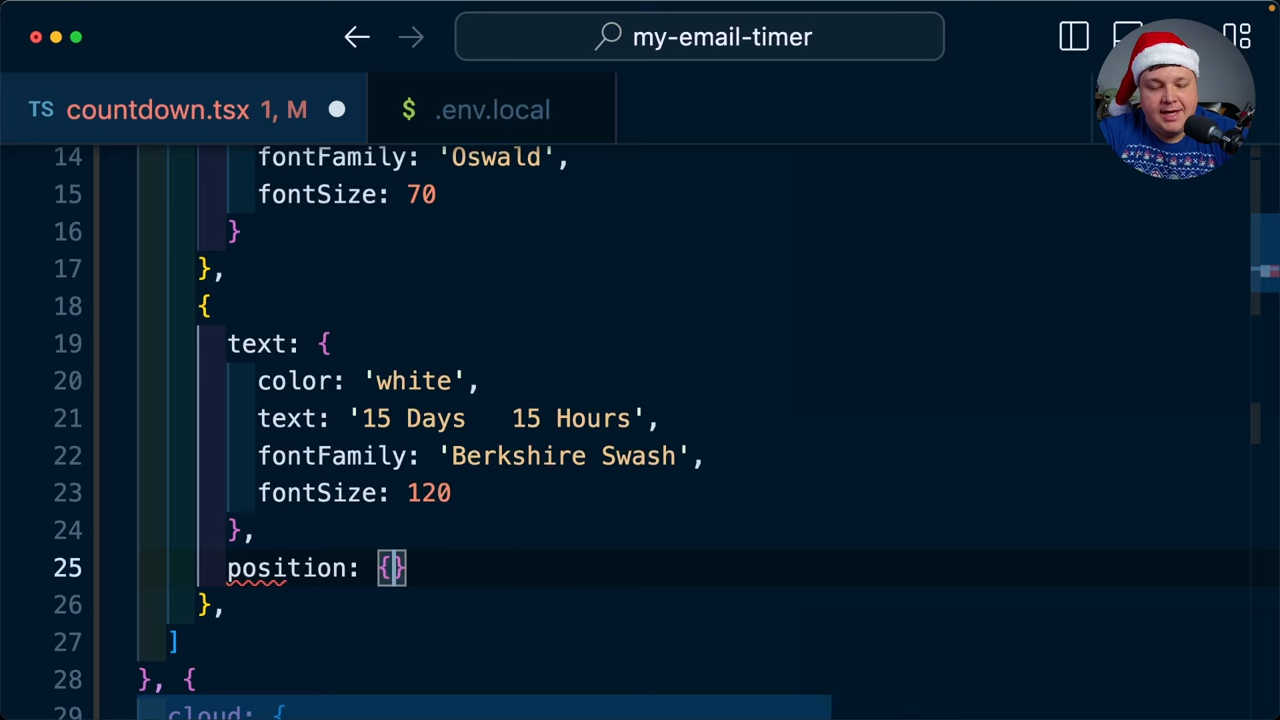 my-email-timer
TS countdown.tsx 1, M
$ .env.local
14 fontFamily: 'Oswald',
15 fontSize: 70
16 }
17 },
18 {
19 text: {
20 color: 'white',
21 text: '15 Days   15 Hours',
22 fontFamily: 'Berkshire Swash',
23 fontSize: 120
24 },
25 position: {}
26 },
27 ]
28 }, {
29 cloud: {